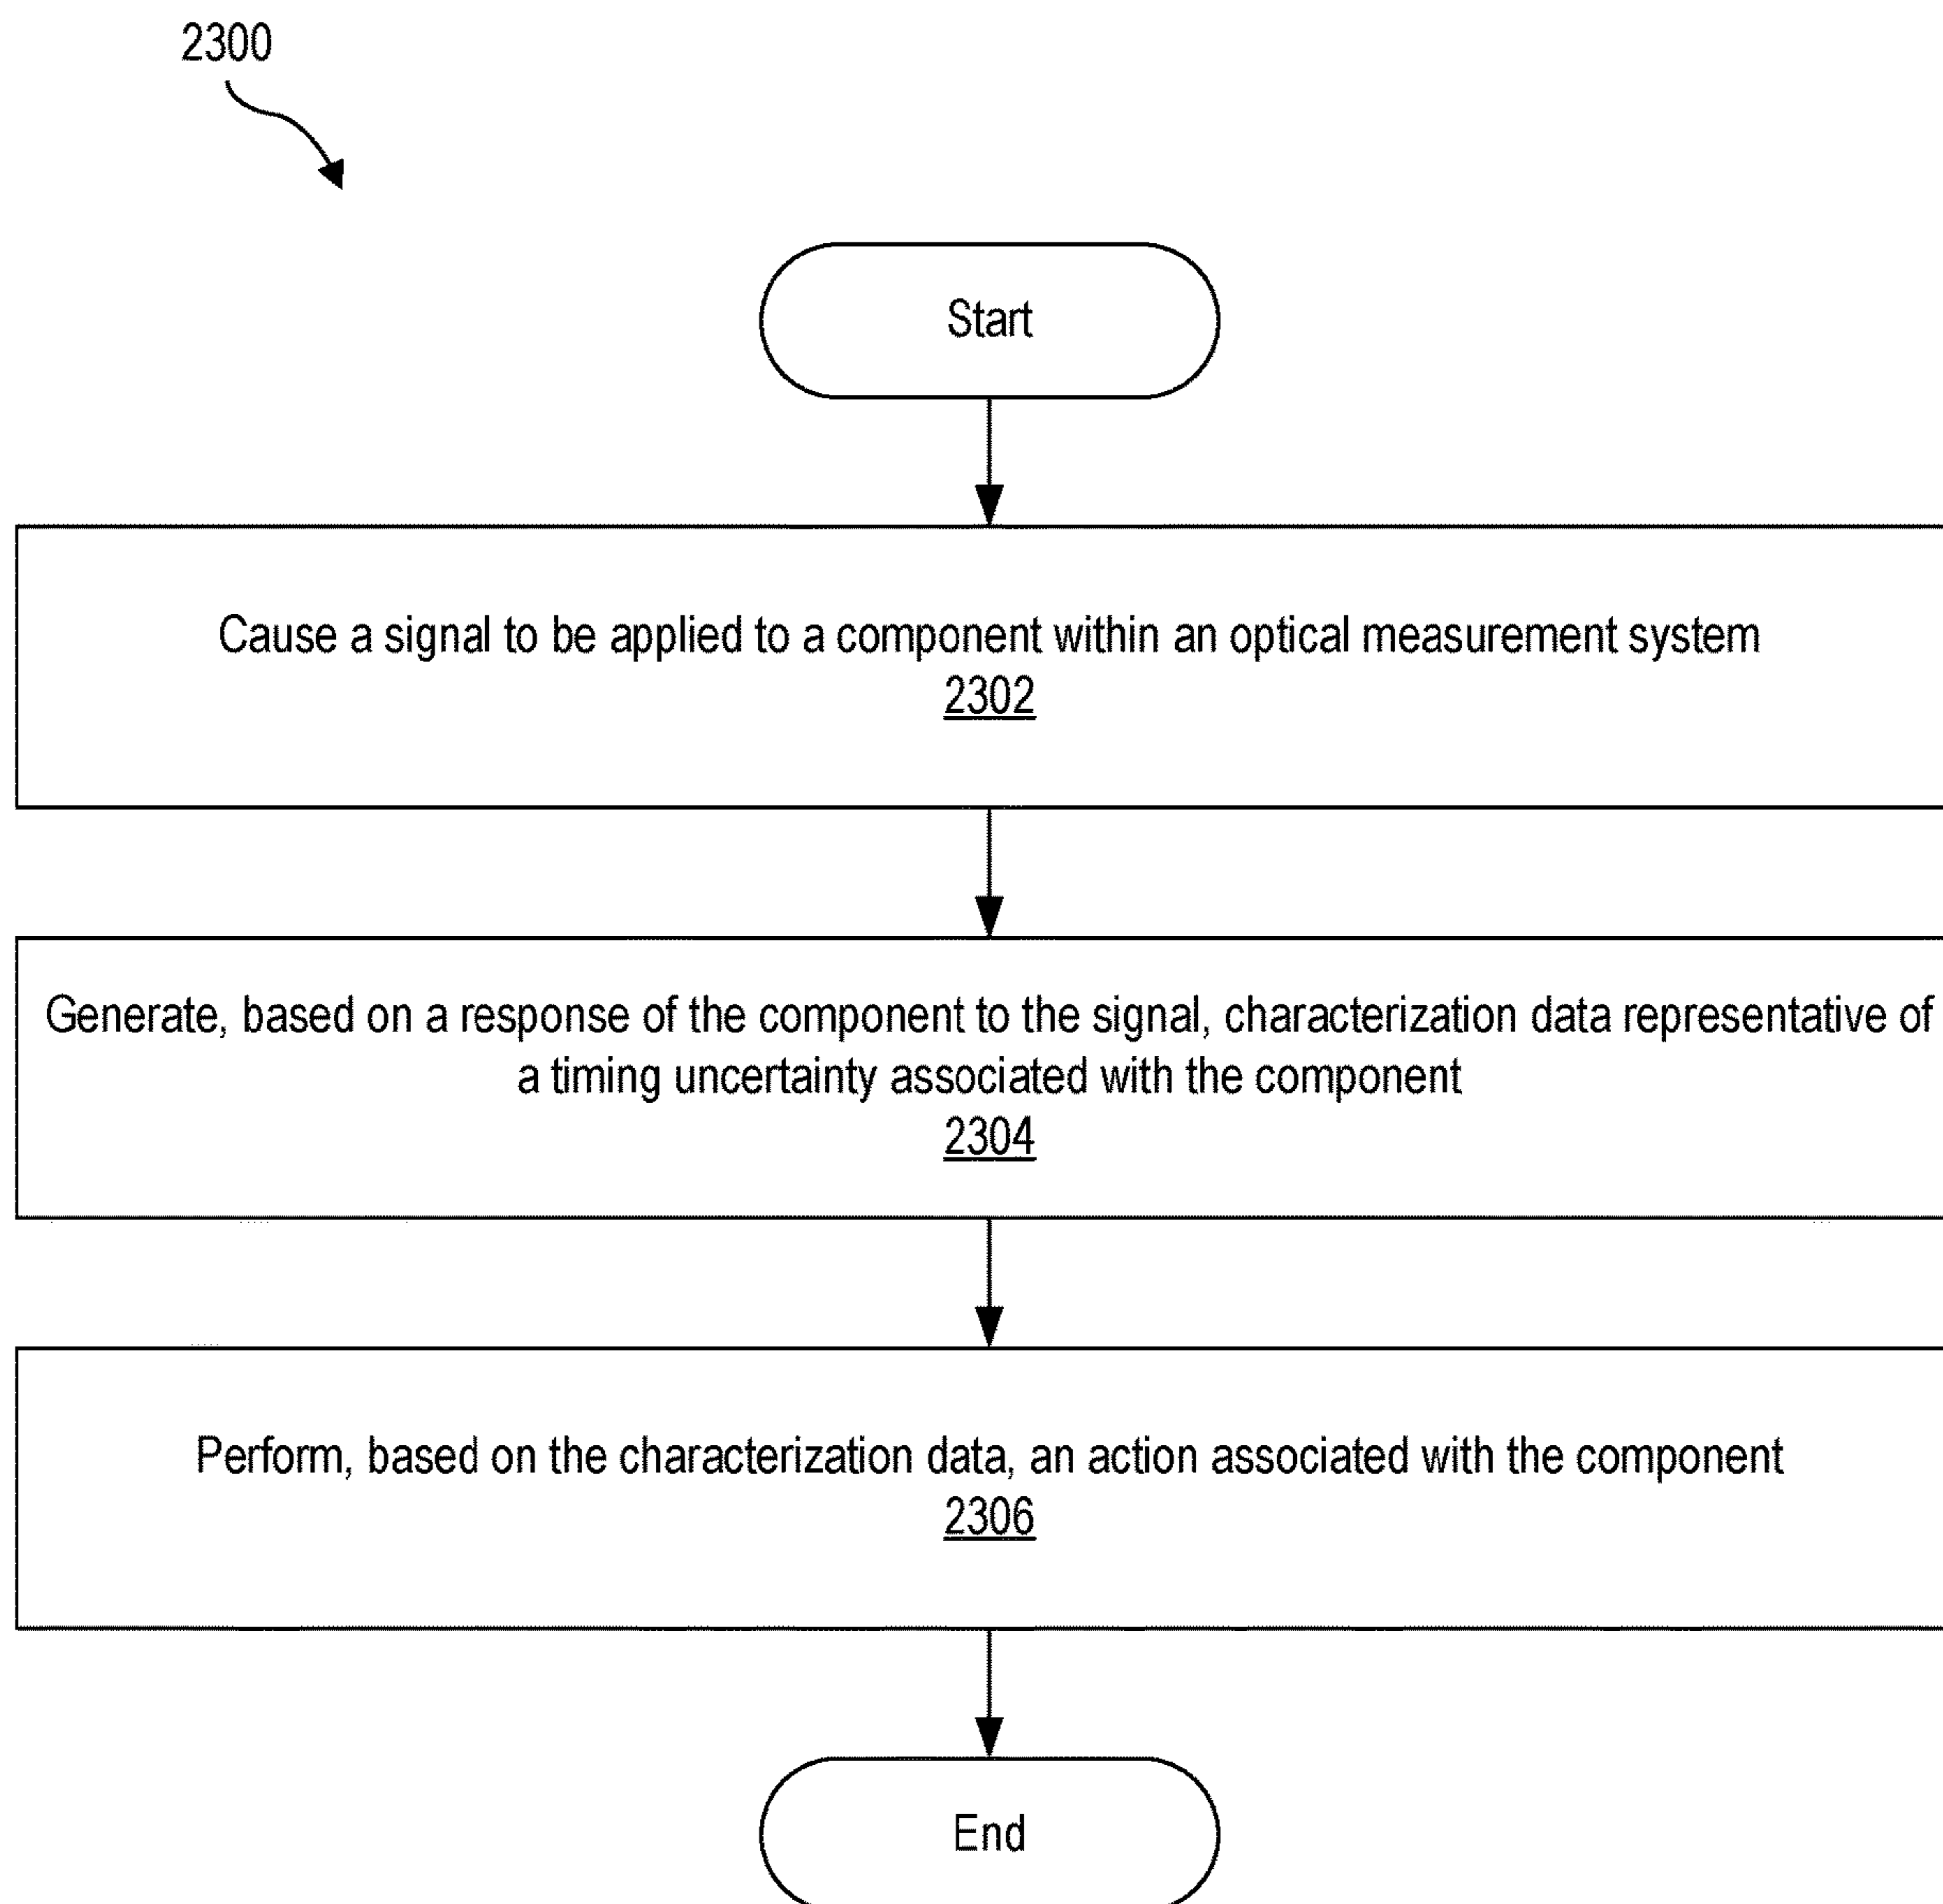 2300
Start
Cause a signal to be applied to a component within an optical measurement system
2302
Generate, based on a response of the component to the signal, characterization data representative of
a timing uncertainty associated with the component
2304
Perform, based on the characterization data, an action associated with the component
2306
End